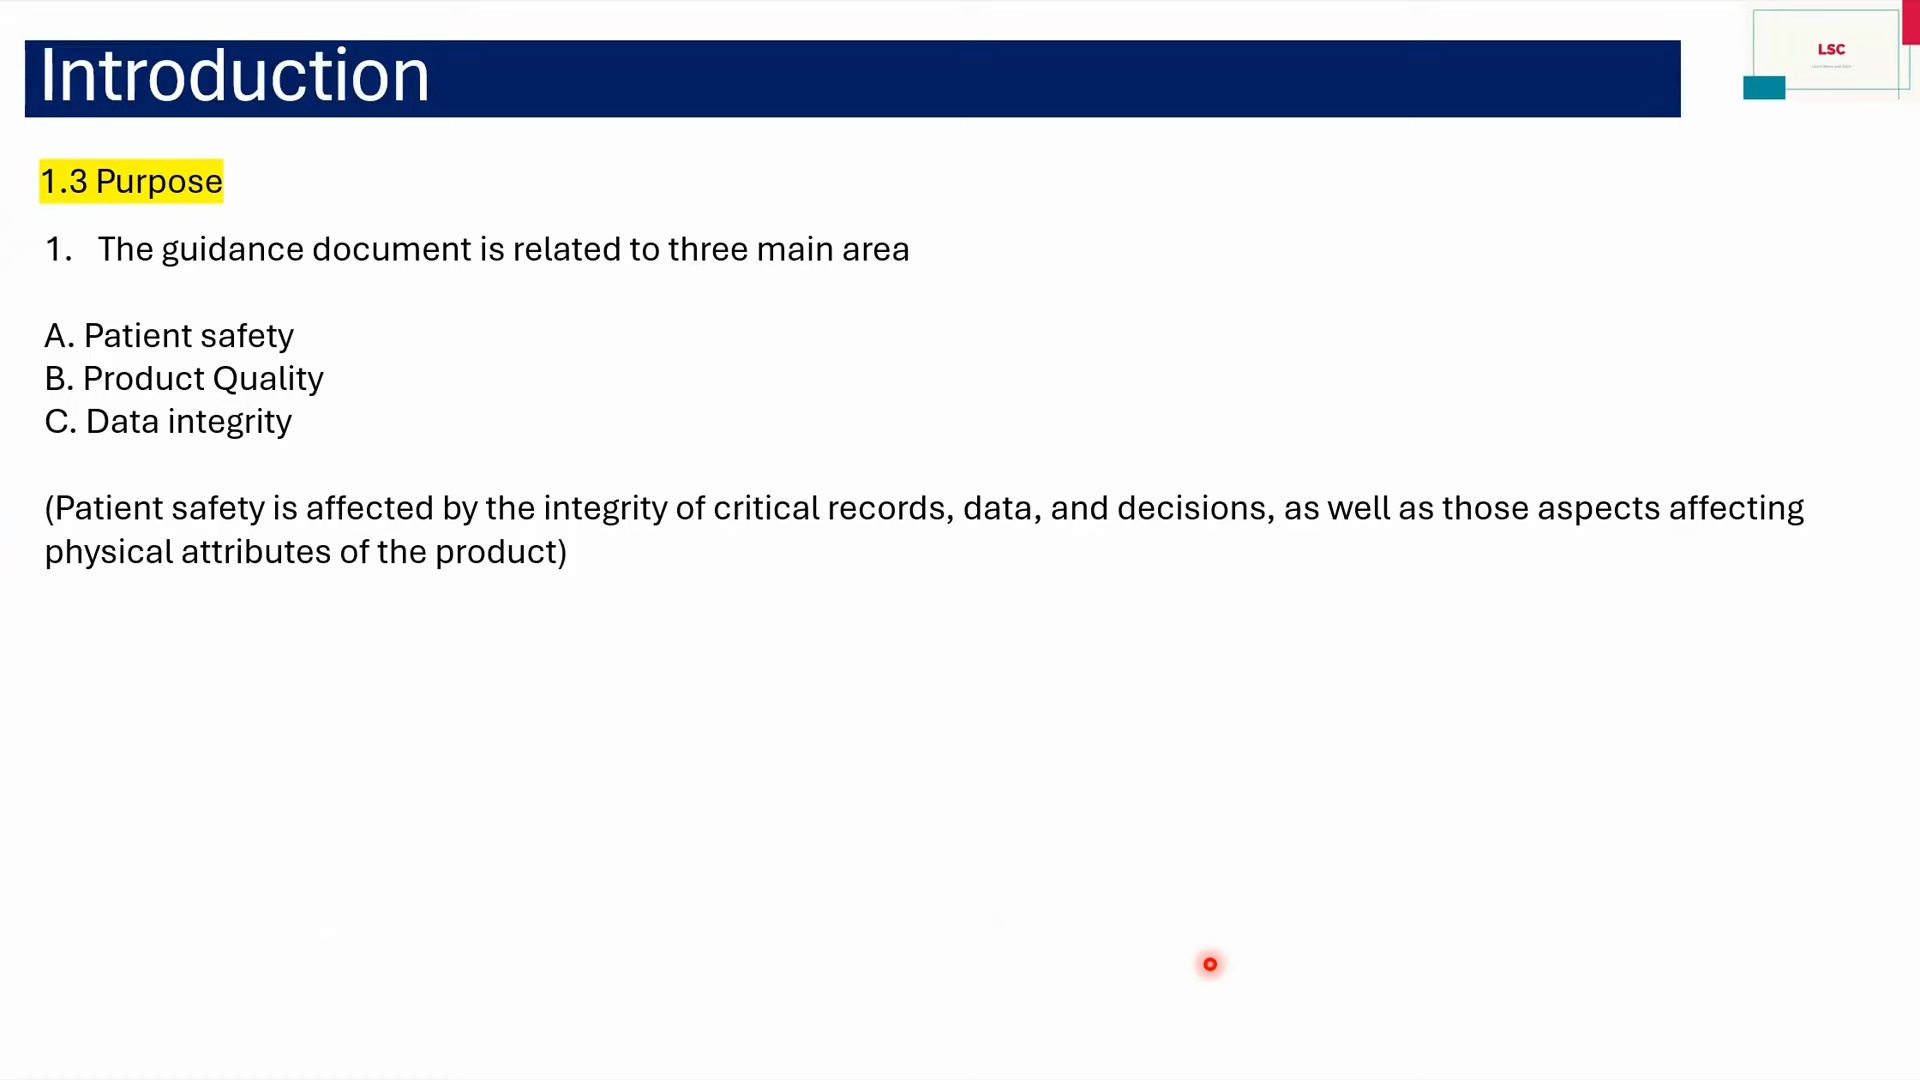 Introduction
LSC
1.3 Purpose
1. The guidance document is related to three main area
A. Patient safety
B. Product Quality
C. Data integrity
(Patient safety is affected by the integrity of critical records, data, and decisions, as well as those aspects affecting
physical attributes of the product)